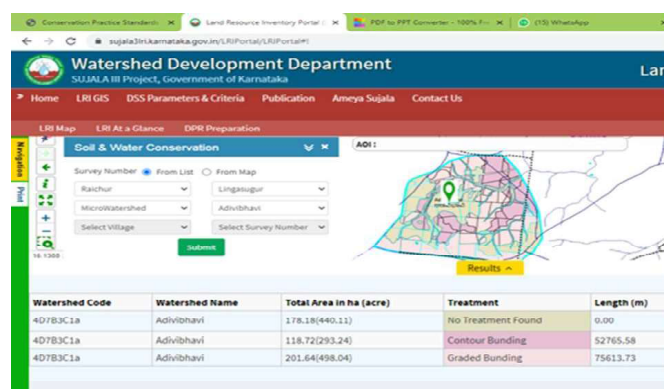 Conservation Practice Standards
Land Resource Inventory Portal
PDF to PPT Converter - 100% Fr
(15) WhatsApp
sujala3lri.karnataka.gov.in/LRIPortal/LRIPortal#!
Watershed Development Department
SUJALA III Project, Government of Karnataka
Lar
Home LRI GIS DSS Parameters & Criteria Publication Ameya Sujala Contact Us
LRI Map LRI At a Glance DPR Preparation
Navigation
Print
Soil & Water Conservation
AOI :
Survey Number From List From Map
Raichur Lingasugur
MicroWatershed Adivibhavi
Select Village Select Survey Number
Submit
Results
Watershed Code Watershed Name Total Area in ha (acre) Treatment Length (m)
4D7B3C1a Adivibhavi 178.18(440.11) No Treatment Found 0.00
4D7B3C1a Adivibhavi 118.72(293.24) Contour Bunding 52765.58
4D7B3C1a Adivibhavi 201.64(498.04) Graded Bunding 75613.73